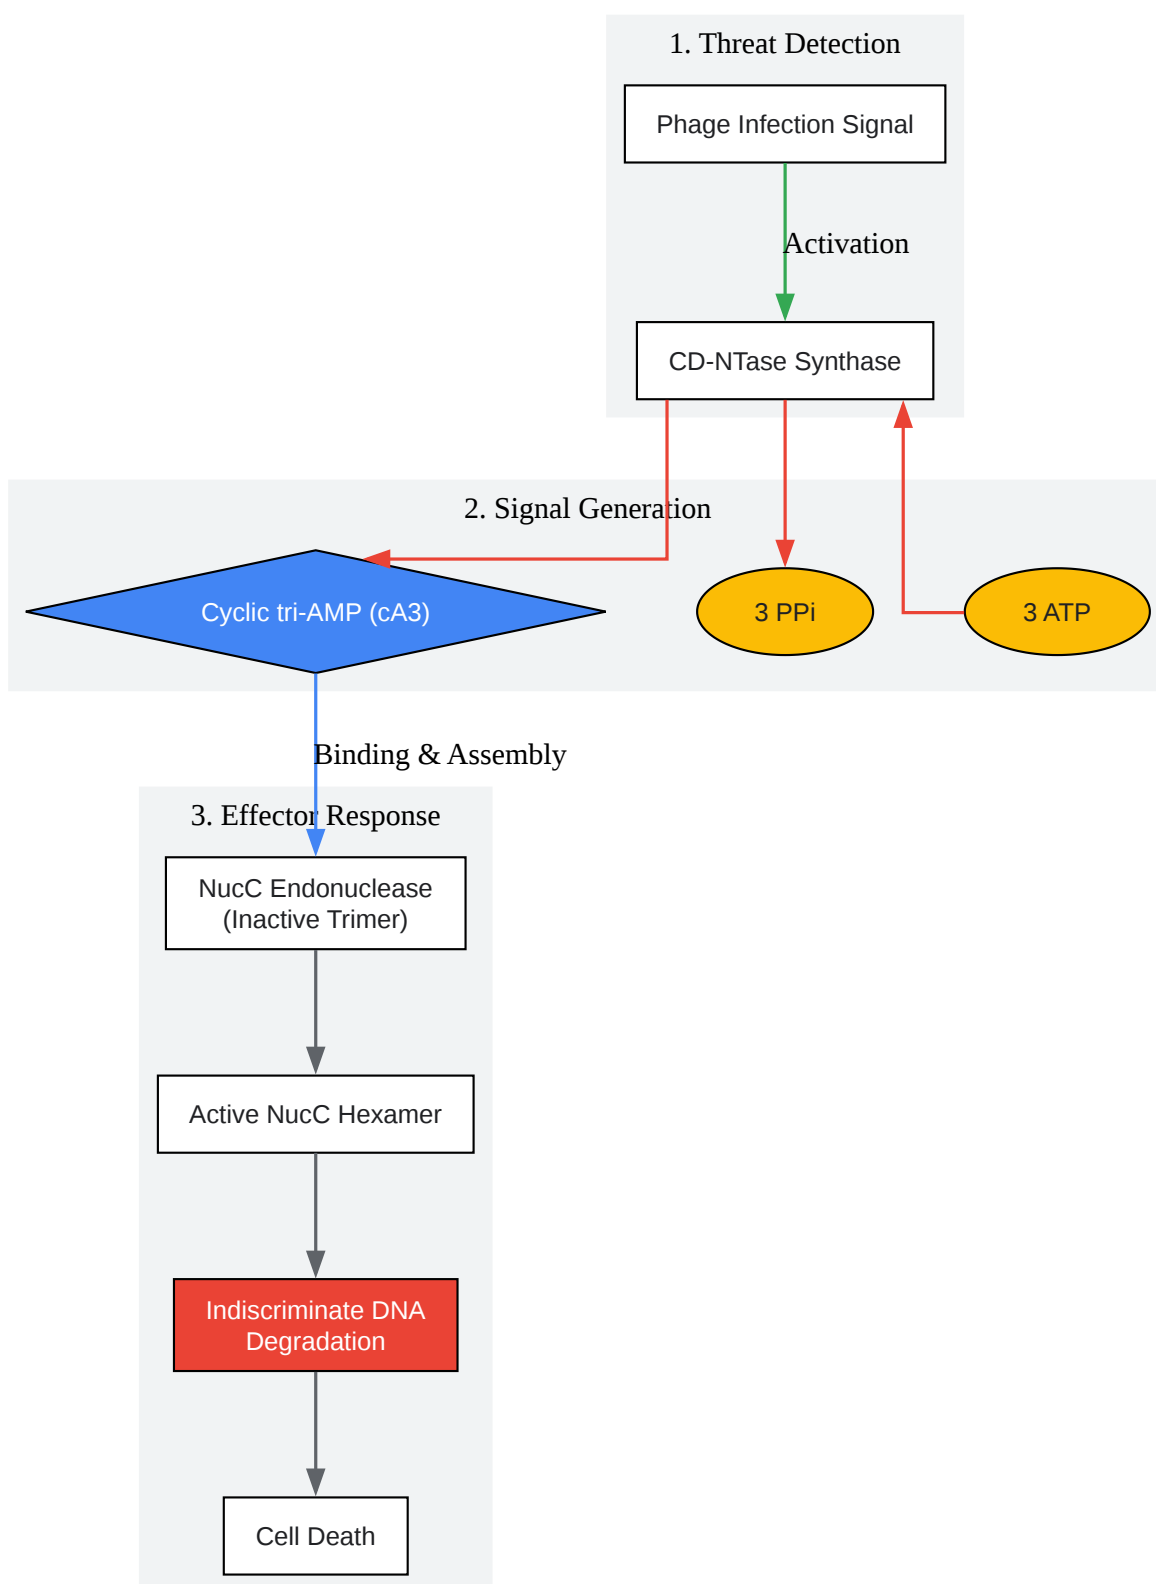 1. Threat Detection
Phage Infection Signal
Activation
CD-NTase Synthase
2. Signal Generation
Cyclic tri-AMP (cA3)
3 PPi
3 ATP
Binding & Assembly
3. Effector Response
NucC Endonuclease
(Inactive Trimer)
Active NucC Hexamer
Indiscriminate DNA
Degradation
Cell Death